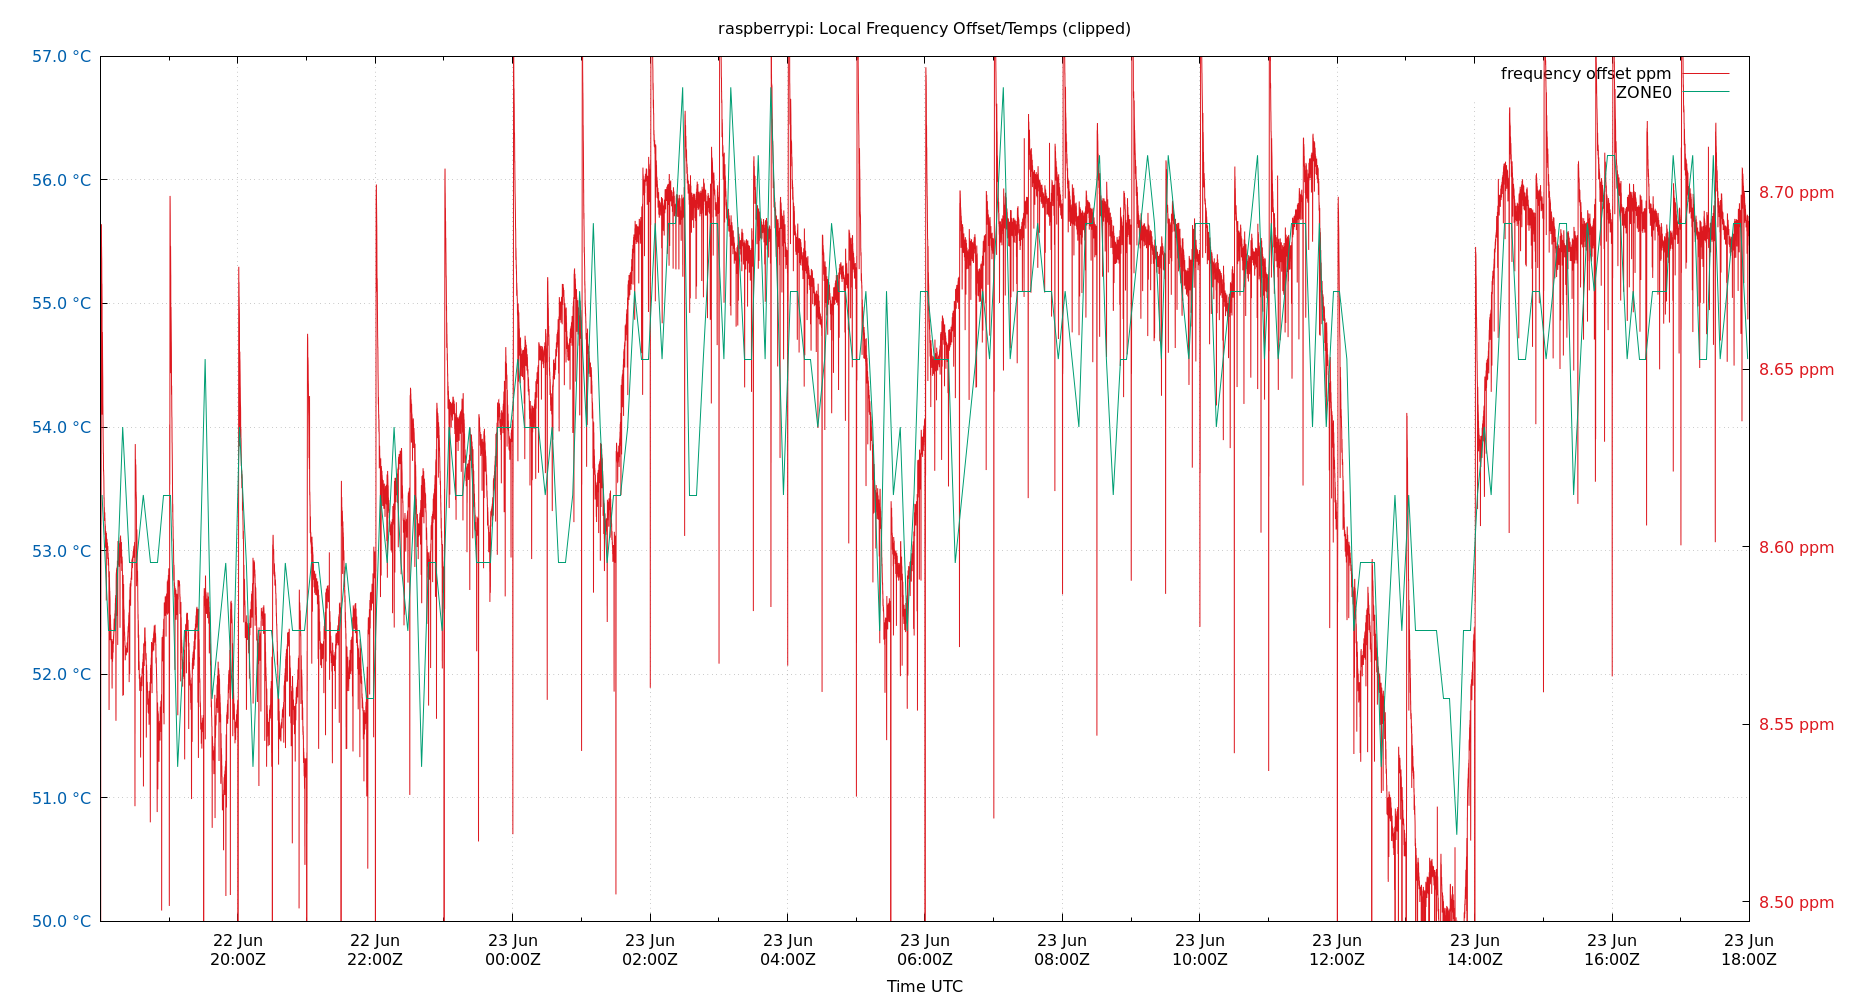 raspberrypi: Local Frequency Offset/Temps (clipped)
57.0 °C
56.0 °C
55.0 °C
54.0 °C
53.0 °C
52.0 °C
51.0 °C
50.0 °C
frequency offset ppm
ZONE0
8.70 ppm
8.65 ppm
8.60 ppm
8.55 ppm
8.50 ppm
22 Jun 22 Jun 23 Jun 23 Jun 23 Jun 23 Jun 23 Jun 23 Jun 23 Jun 23 Jun 23 Jun 23 Jun
20:00Z 22:00Z 00:00Z 02:00Z 04:00Z 06:00Z 08:00Z 10:00Z 12:00Z 14:00Z 16:00Z 18:00Z
Time UTC